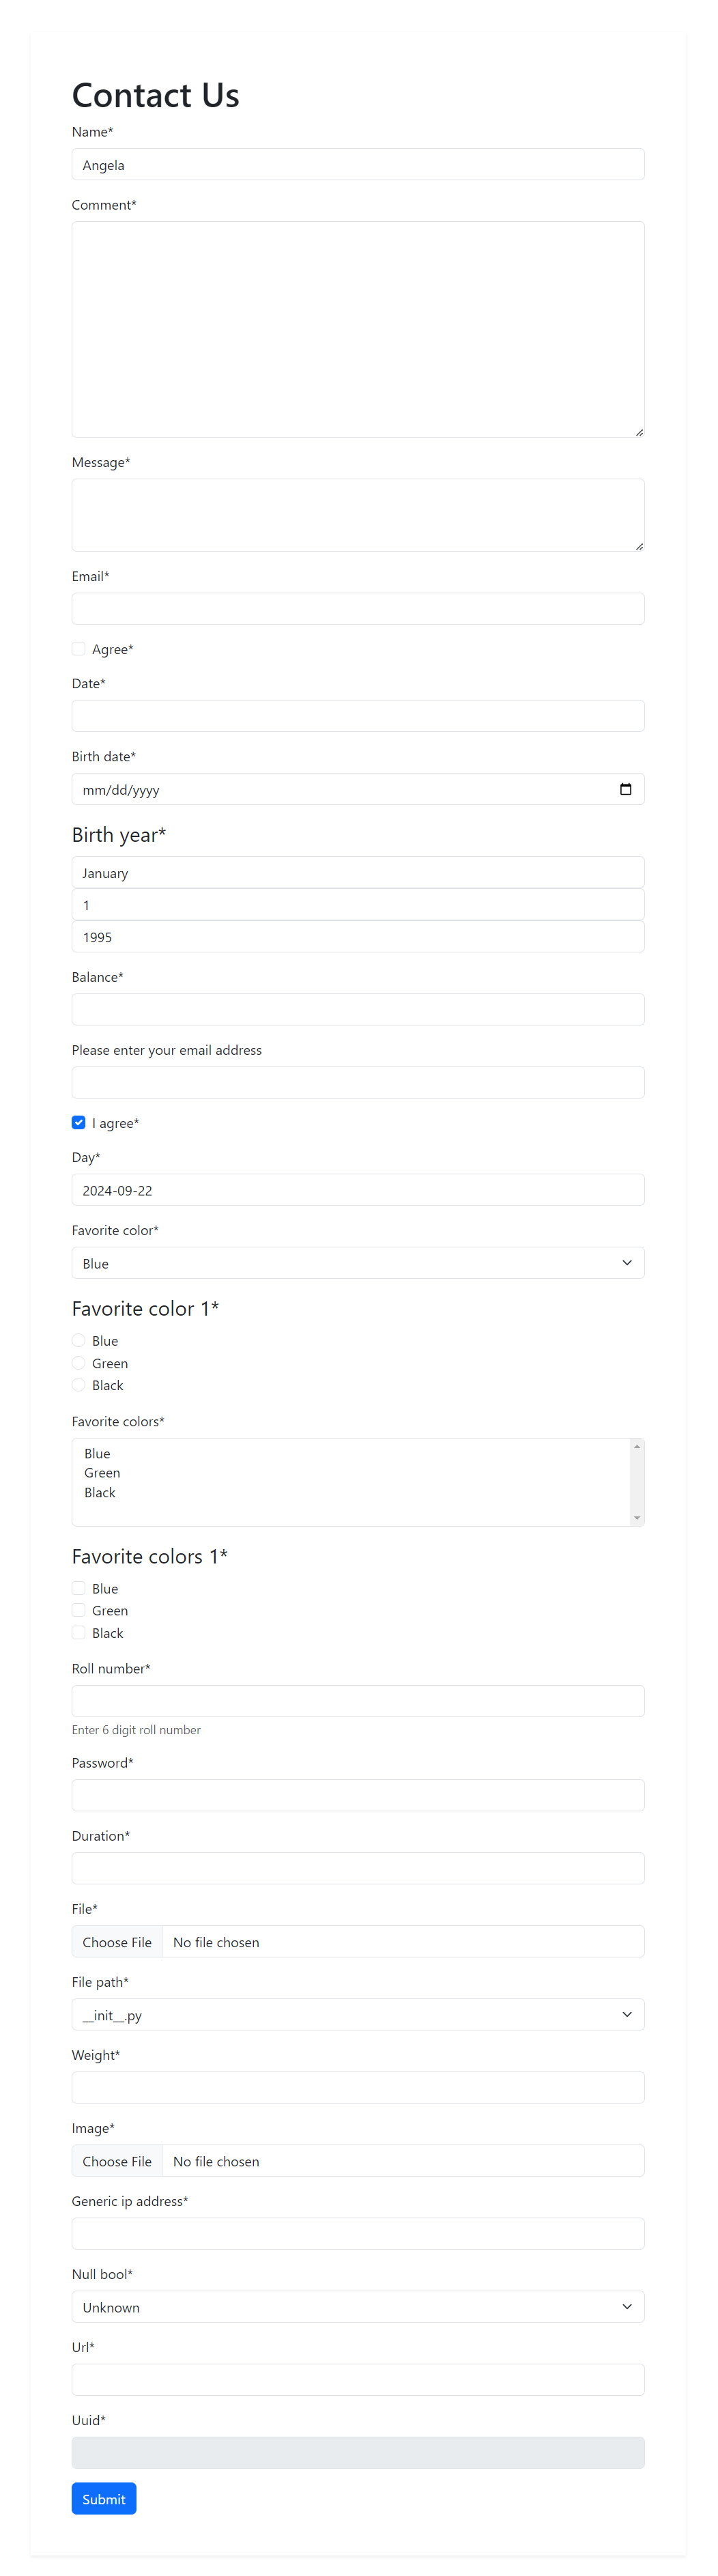 Contact Us
Name*
Angela
Comment*
Message*
Email*
Agree*
Date*
Birth date*
mm/dd/yyyy
Birth year*
January
1
1995
Balance*
Please enter your email address
I agree*
Day*
2024-09-22
Favorite color*
Blue
Favorite color 1*
Blue
Green
Black
Favorite colors*
Blue
Green
Black
Favorite colors 1*
Blue
Green
Black
Roll number*
Enter 6 digit roll number
Password*
Duration*
File*
Choose File No file chosen
File path*
__init__.py
Weight*
Image*
Choose File No file chosen
Generic ip address*
Null bool*
Unknown
Url*
Uuid*
Submit